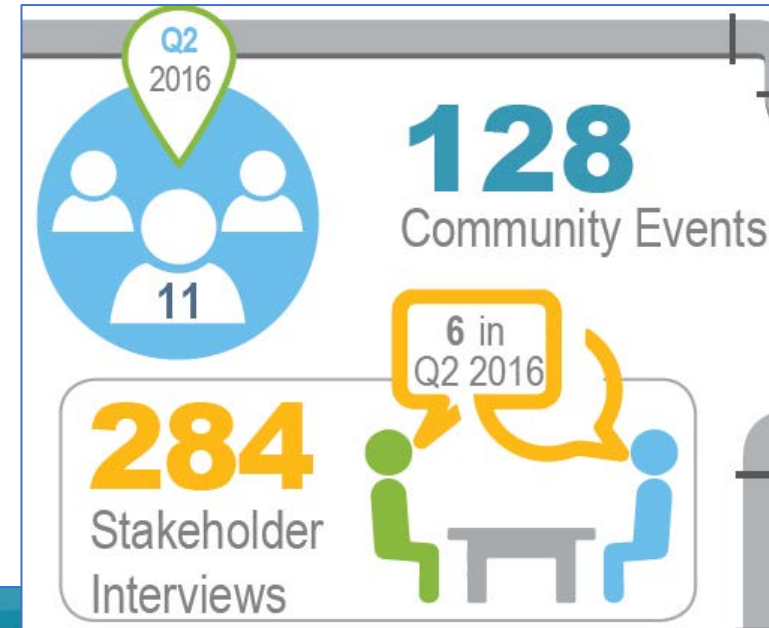 Q2
2016
11
128
Community Events
6 in
Q2 2016
284
Stakeholder
Interviews